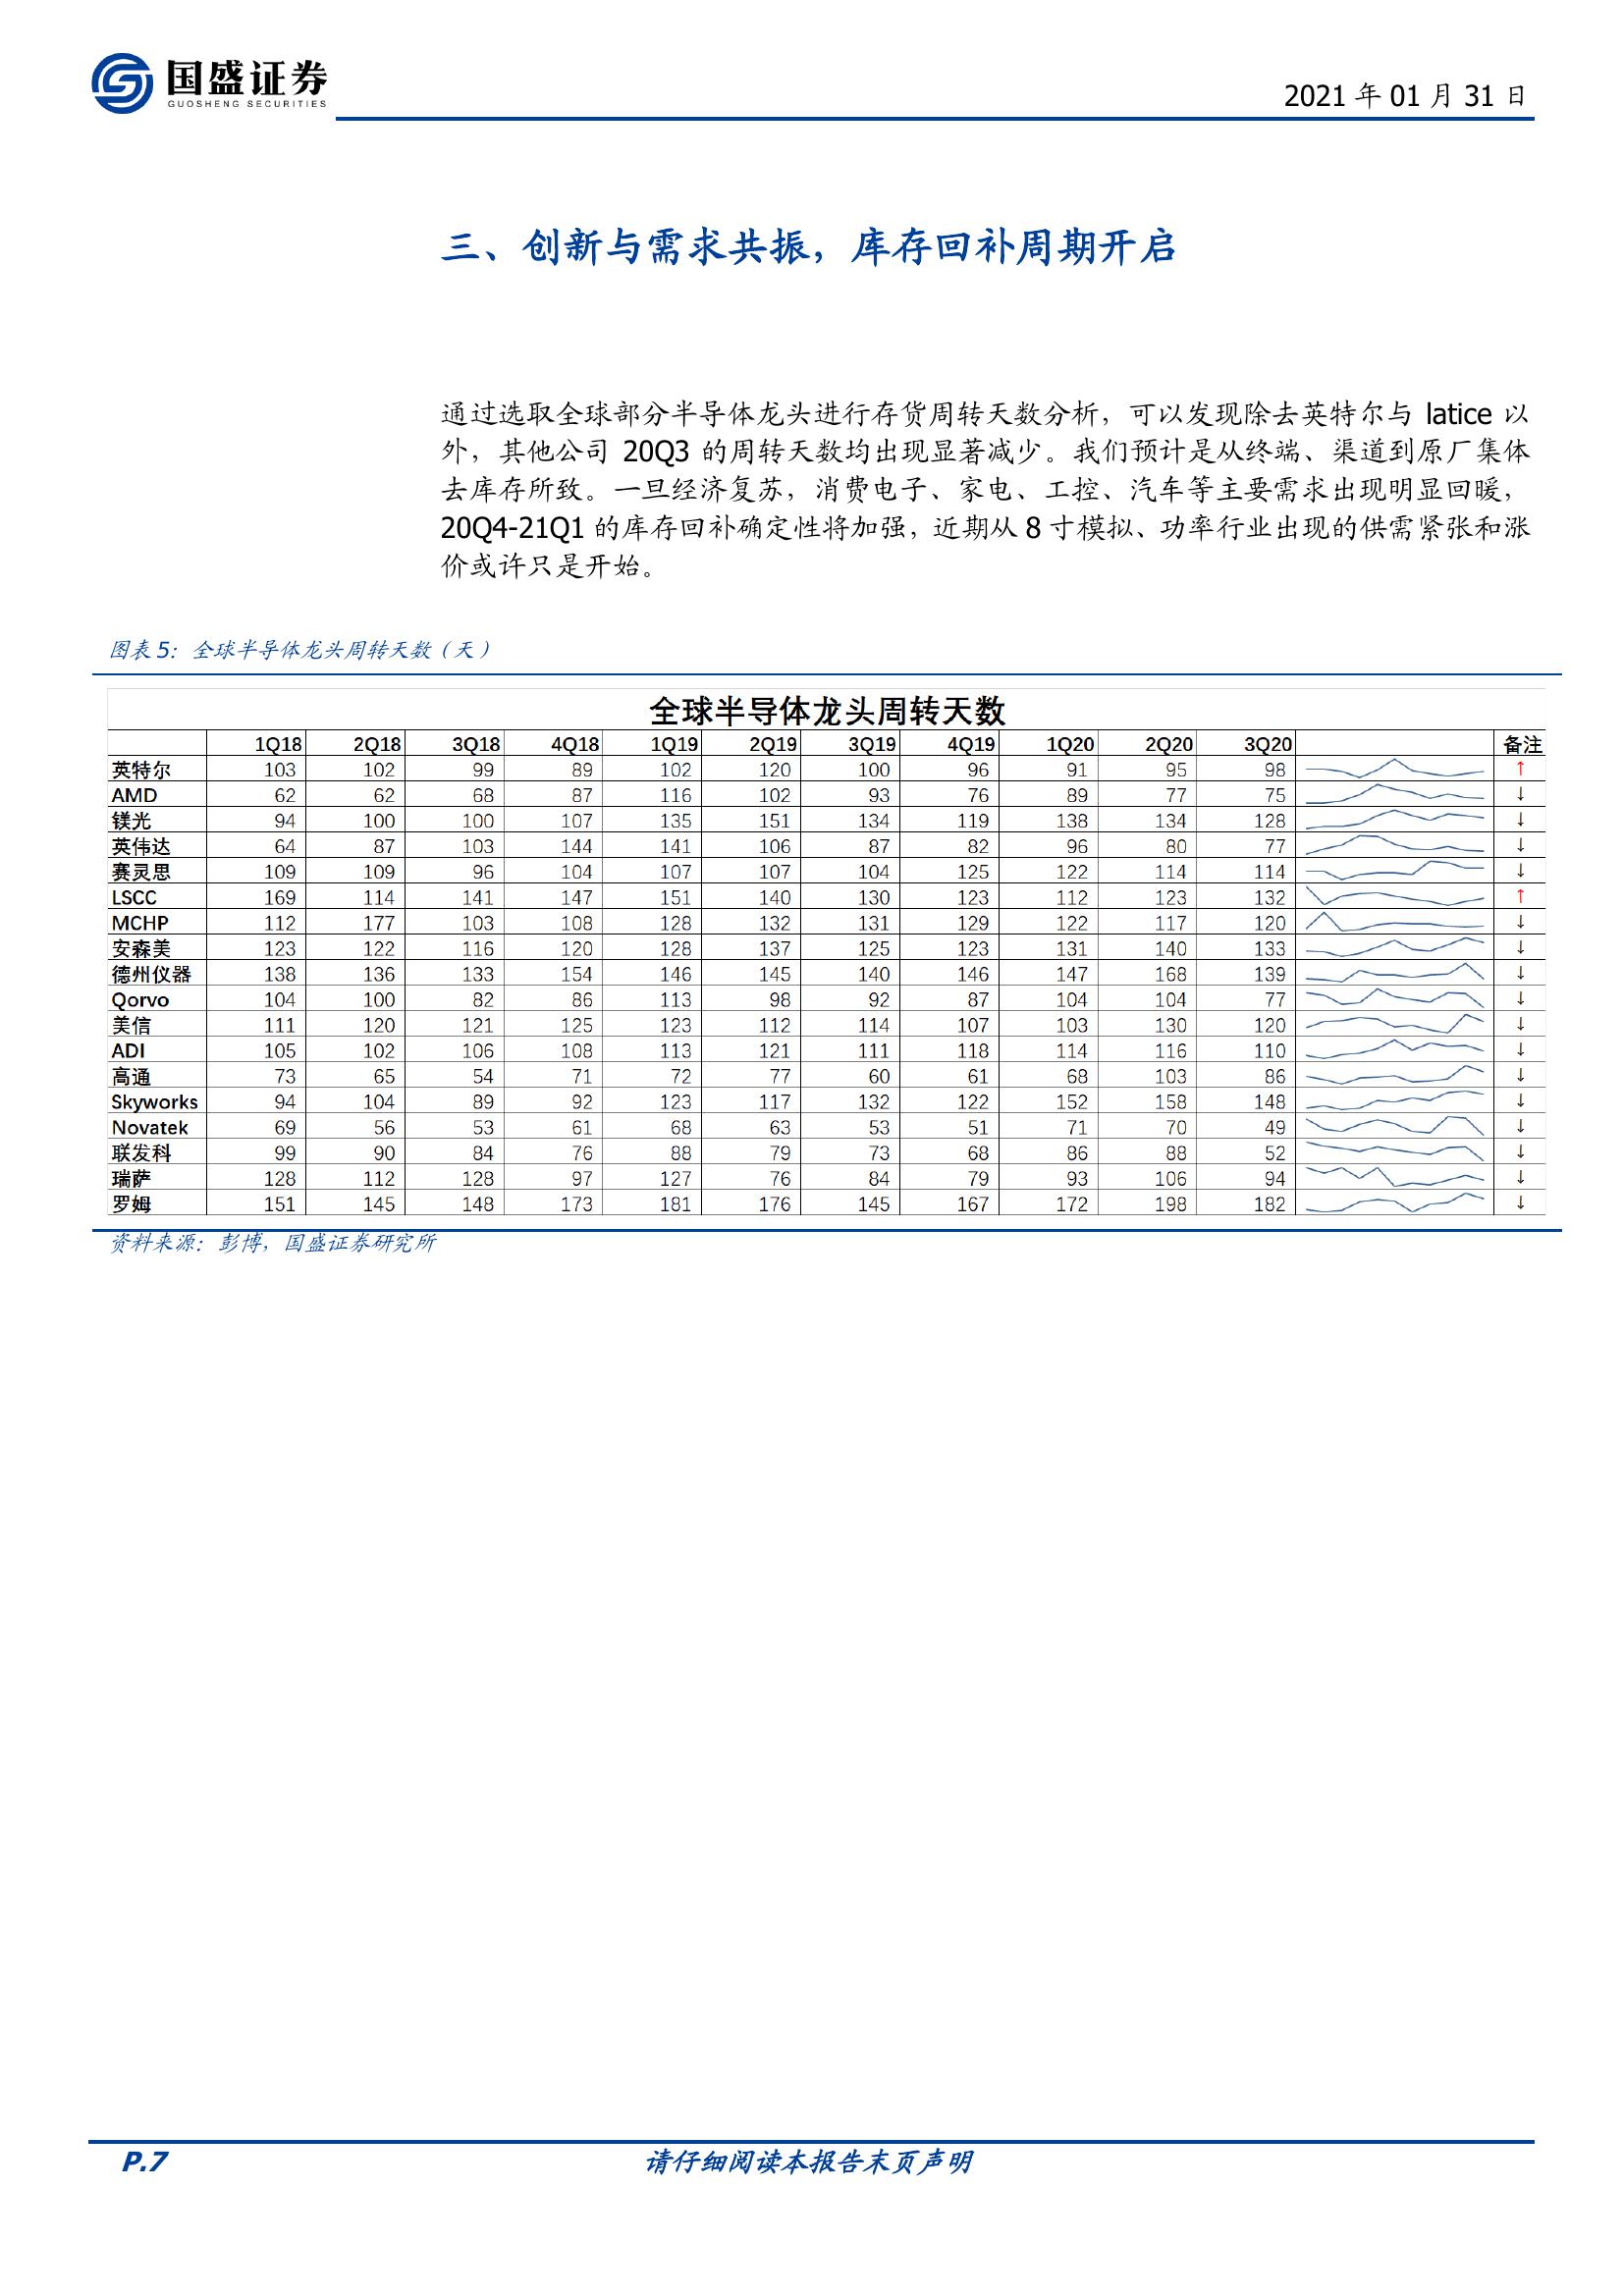 国盛证券
GUOSHENG SECURITIES
2021 年 01 月 31 日
三、创新与需求共振，库存回补周期开启
通过选取全球部分半导体龙头进行存货周转天数分析，可以发现除去英特尔与 latice 以
外，其他公司 20Q3 的周转天数均出现显著减少。我们预计是从终端、渠道到原厂集体
去库存所致。一旦经济复苏，消费电子、家电、工控、汽车等主要需求出现明显回暖，
20Q4-21Q1 的库存回补确定性将加强，近期从 8 寸模拟、功率行业出现的供需紧张和涨
价或许只是开始。
图表 5：全球半导体龙头周转天数（天）
全球半导体龙头周转天数
1Q18 2Q18 3Q18 4Q18 1Q19 2Q19 3Q19 4Q19 1Q20 2Q20 3Q20 备注
英特尔 103 102 99 89 102 120 100 96 91 95 98 ↑
AMD 62 62 68 87 116 102 93 76 89 77 75 ↓
镁光 94 100 100 107 135 151 134 119 138 134 128 ↓
英伟达 64 87 103 144 141 106 87 82 96 80 77 ↓
赛灵思 109 109 96 104 107 107 104 125 122 114 114 ↓
LSCC 169 114 141 147 151 140 130 123 112 123 132 ↑
MCHP 112 177 103 108 128 132 131 129 122 117 120 ↓
安森美 123 122 116 120 128 137 125 123 131 140 133 ↓
德州仪器 138 136 133 154 146 145 140 146 147 168 139 ↓
Qorvo 104 100 82 86 113 98 92 87 104 104 77 ↓
美信 111 120 121 125 123 112 114 107 103 130 120 ↓
ADI 105 102 106 108 113 121 111 118 114 116 110 ↓
高通 73 65 54 71 72 77 60 61 68 103 86 ↓
Skyworks 94 104 89 92 123 117 132 122 152 158 148 ↓
Novatek 69 56 53 61 68 63 53 51 71 70 49 ↓
联发科 99 90 84 76 88 79 73 68 86 88 52 ↓
瑞萨 128 112 128 97 127 76 84 79 93 106 94 ↓
罗姆 151 145 148 173 181 176 145 167 172 198 182 ↓
资料来源：彭博，国盛证券研究所
P.7
请仔细阅读本报告末页声明